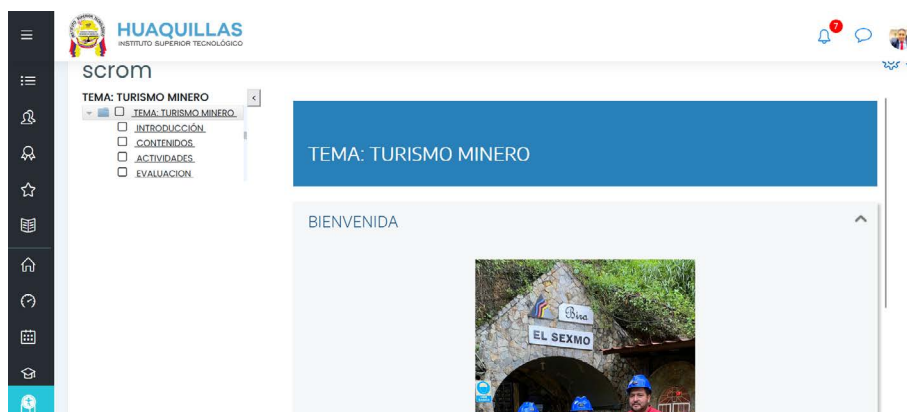 HUAQUILLAS
INSTITUTO SUPERIOR TECNOLÓGICO
7
scrom
TEMA: TURISMO MINERO
TEMA: TURISMO MINERO
INTRODUCCIÓN
CONTENIDOS
ACTIVIDADES
EVALUACION
TEMA: TURISMO MINERO
BIENVENIDA
Bira
EL SEXMO